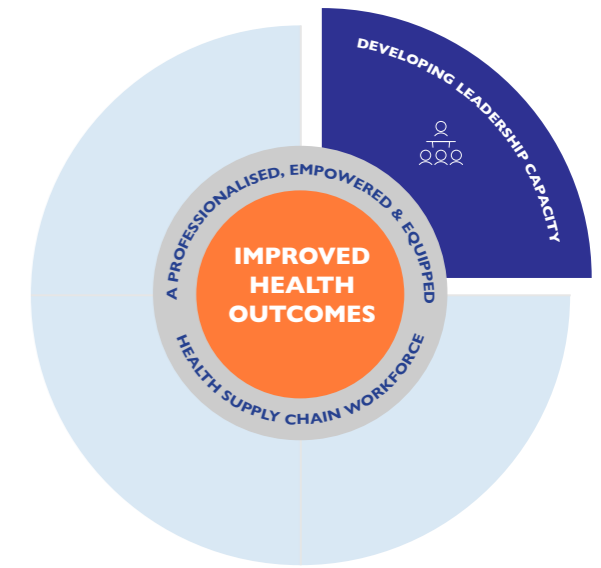 DEVELOPING LEADERSHIP CAPACITY
A PROFESSIONALISED, EMPOWERED & EQUIPPED
IMPROVED
HEALTH
OUTCOMES
HEALTH SUPPLY CHAIN WORKFORCE